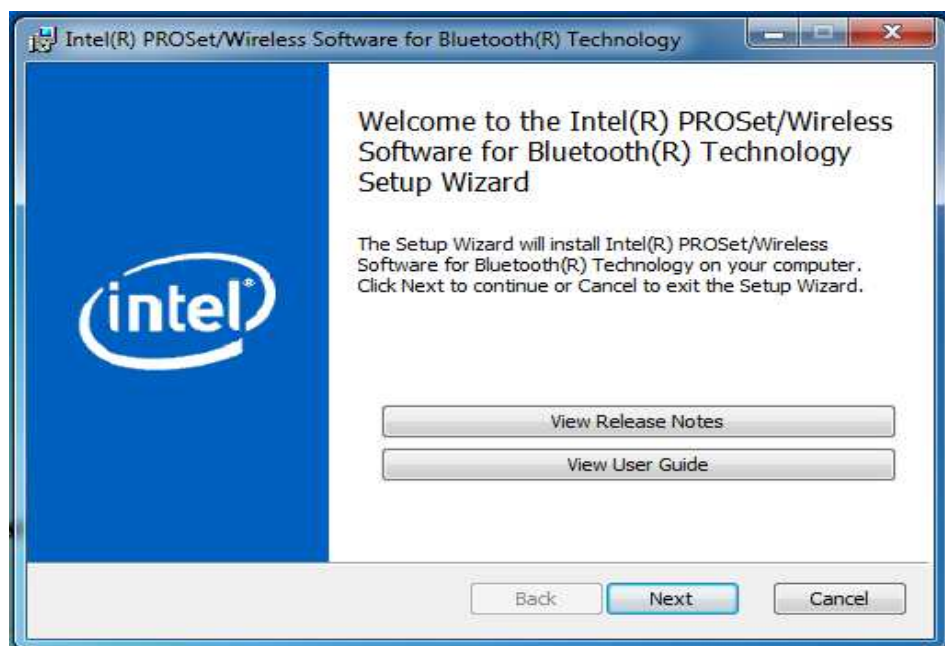 Intel(R) PROSet/Wireless Software for Bluetooth(R) Technology
Welcome to the Intel(R) PROSet/Wireless
Software for Bluetooth(R) Technology
Setup Wizard
The Setup Wizard will install Intel(R) PROSet/Wireless
Software for Bluetooth(R) Technology on your computer.
Click Next to continue or Cancel to exit the Setup Wizard.
intel®
View Release Notes
View User Guide
Back
Next
Cancel